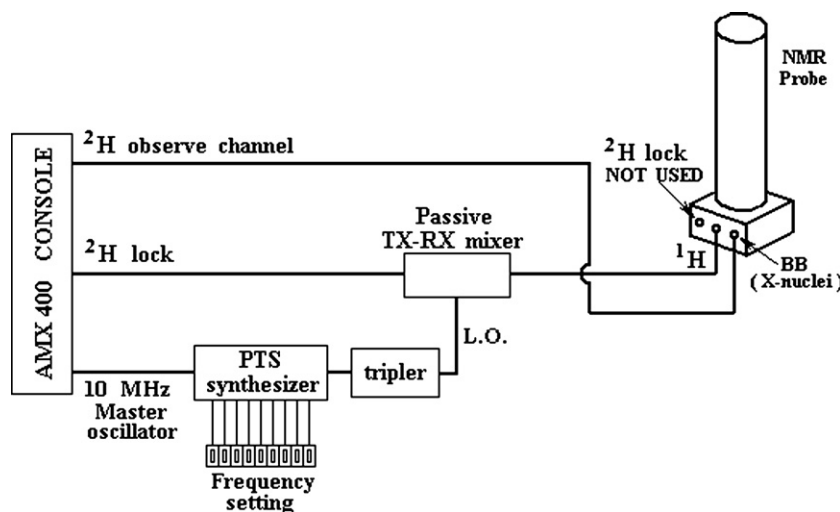 AMX 400 CONSOLE
²H observe channel
²H lock
10 MHz
Master
oscillator
PTS
synthesizer
Frequency
setting
tripler
L.O.
Passive
TX-RX mixer
NMR
Probe
²H lock
NOT USED
¹H
BB
(X-nuclei)